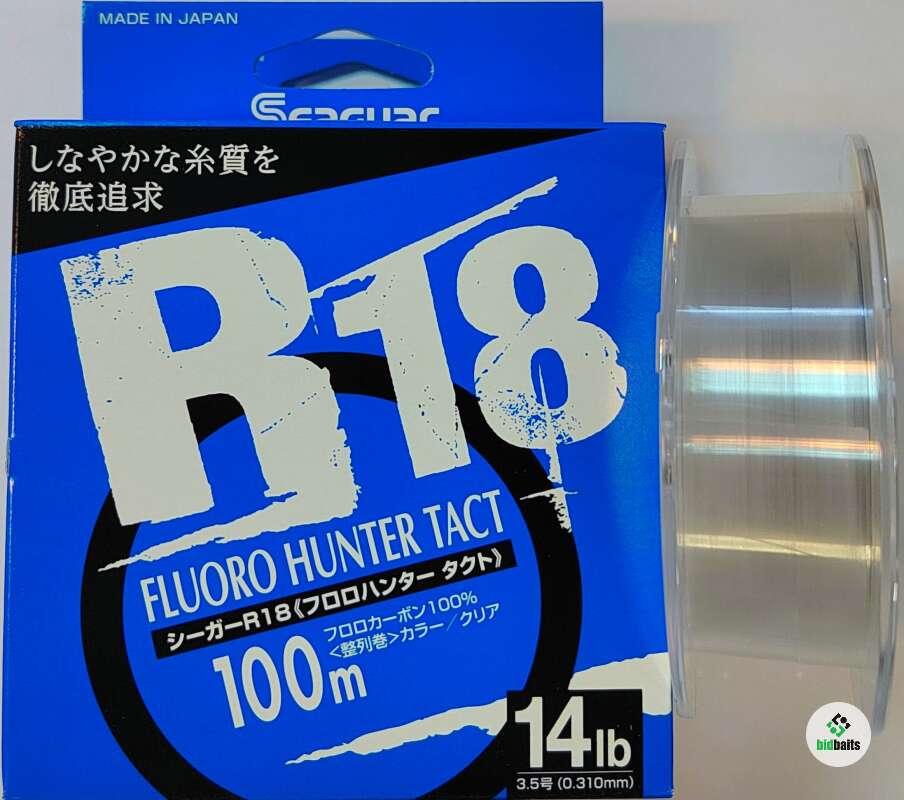 MADE IN JAPAN
Seaguar
しなやかな糸質を
徹底追求
R18
FLUORO HUNTER TACT
シーガーR18《フロロハンター タクト》
100m
フロロカーボン100%
<整列巻>カラー/クリア
14lb
3.5号 (0.310mm)
bidbaits